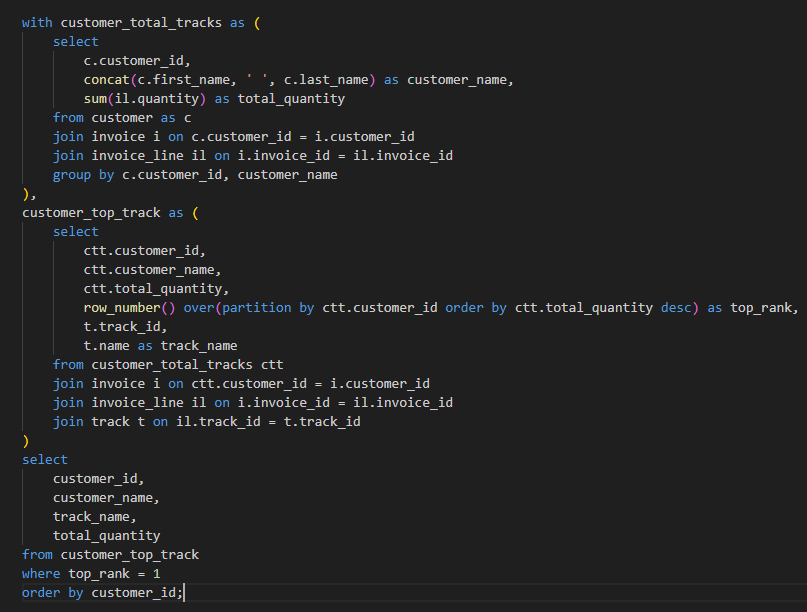 with customer_total_tracks as (
    select
        c.customer_id,
        concat(c.first_name, ' ', c.last_name) as customer_name,
        sum(il.quantity) as total_quantity
    from customer as c
    join invoice i on c.customer_id = i.customer_id
    join invoice_line il on i.invoice_id = il.invoice_id
    group by c.customer_id, customer_name
),
customer_top_track as (
    select
        ctt.customer_id,
        ctt.customer_name,
        ctt.total_quantity,
        row_number() over(partition by ctt.customer_id order by ctt.total_quantity desc) as top_rank,
        t.track_id,
        t.name as track_name
    from customer_total_tracks ctt
    join invoice i on ctt.customer_id = i.customer_id
    join invoice_line il on i.invoice_id = il.invoice_id
    join track t on il.track_id = t.track_id
)
select
    customer_id,
    customer_name,
    track_name,
    total_quantity
from customer_top_track
where top_rank = 1
order by customer_id;